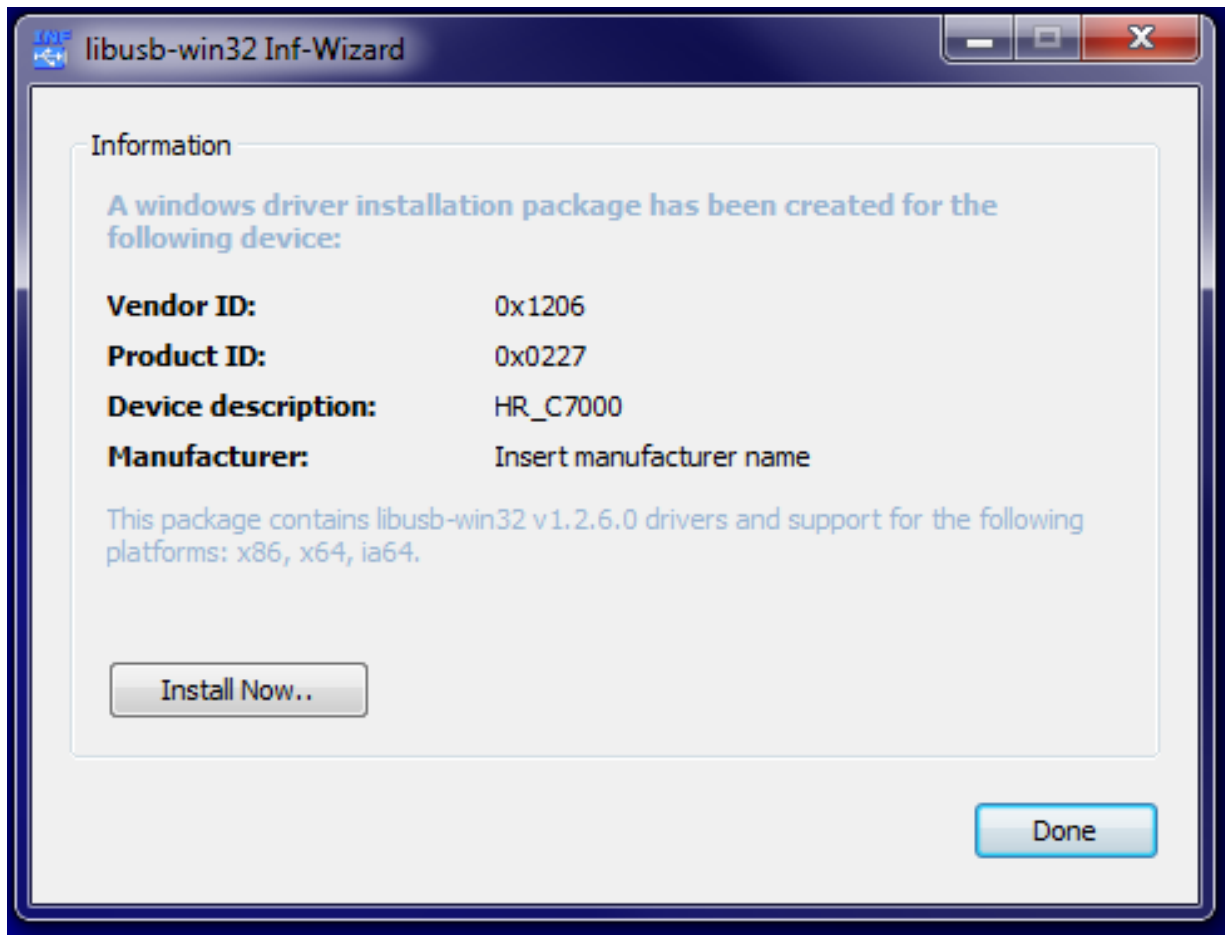 INF
libusb-win32 Inf-Wizard
Information
A windows driver installation package has been created for the
following device:
Vendor ID: 0x1206
Product ID: 0x0227
Device description: HR_C7000
Manufacturer: Insert manufacturer name
This package contains libusb-win32 v1.2.6.0 drivers and support for the following
platforms: x86, x64, ia64.
Install Now..
Done